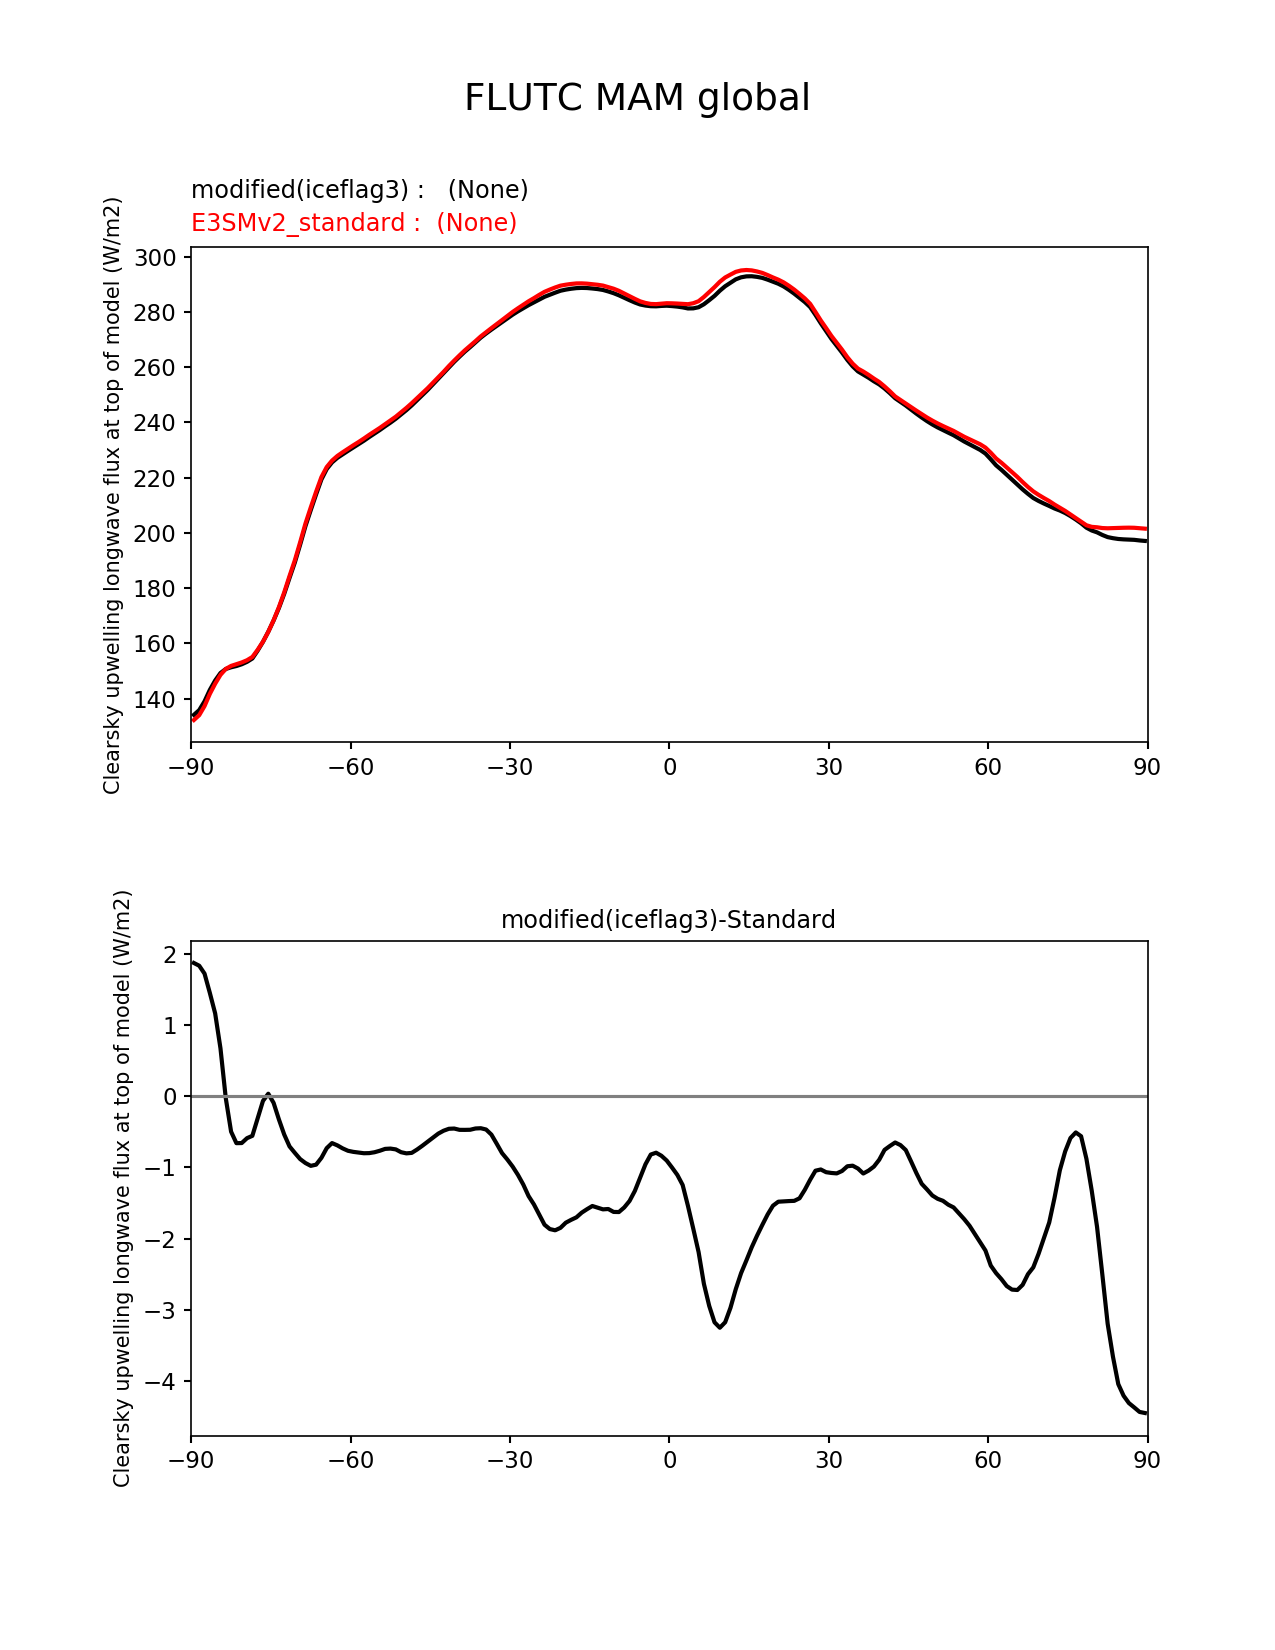 FLUTC MAM global
modified(iceflag3) :   (None)
E3SMv2_standard :  (None)
Clearsky upwelling longwave flux at top of model (W/m2)
300
280
260
240
220
200
180
160
140
−90 −60 −30 0 30 60 90
modified(iceflag3)-Standard
Clearsky upwelling longwave flux at top of model (W/m2)
2
1
0
−1
−2
−3
−4
−90 −60 −30 0 30 60 90